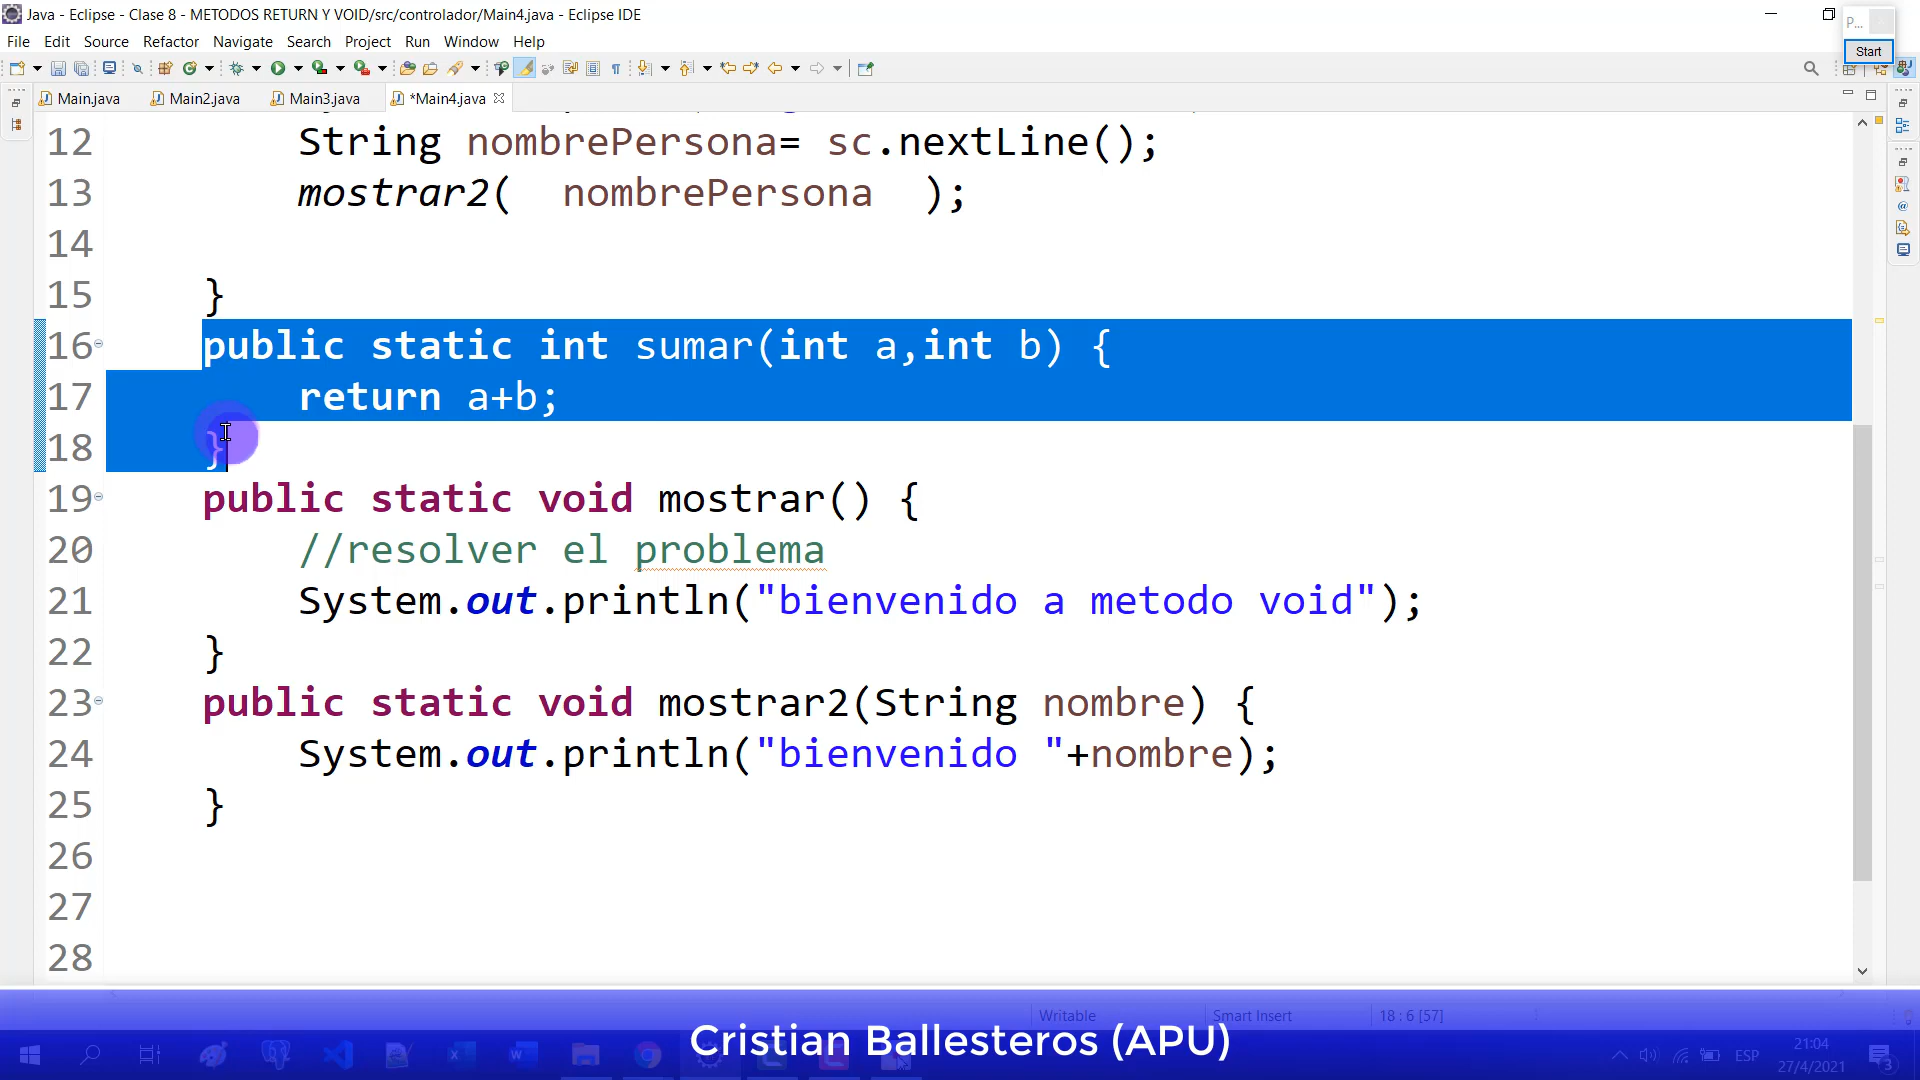 Java - Eclipse - Clase 8 - METODOS RETURN Y VOID/src/controlador/Main4.java - Eclipse IDE
P...
File Edit Source Refactor Navigate Search Project Run Window Help
Start
Main.java Main2.java Main3.java *Main4.java
12 String nombrePersona= sc.nextLine();
13 mostrar2(  nombrePersona  );
14
15 }
16 public static int sumar(int a,int b) {
17 return a+b;
18 }
19 public static void mostrar() {
20 //resolver el problema
21 System.out.println("bienvenido a metodo void");
22 }
23 public static void mostrar2(String nombre) {
24 System.out.println("bienvenido "+nombre);
25 }
26
27
28
Writable Smart Insert 18 : 6 [57]
Cristian Ballesteros (APU)
ESP
21:04
27/4/2021
3